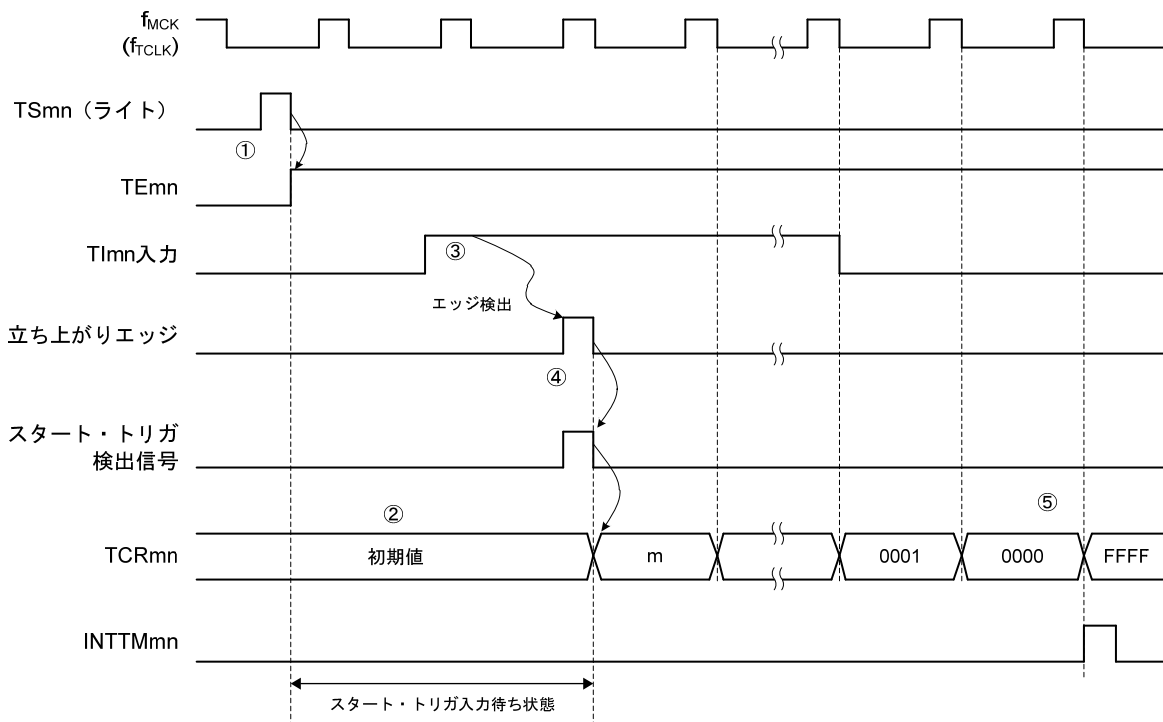 fMCK
(fTCLK)
TSmn（ライト）
①
TEmn
TImn入力
③
エッジ検出
立ち上がりエッジ
④
スタート・トリガ
検出信号
②
⑤
TCRmn
初期値
m
0001
0000
FFFF
INTTMmn
スタート・トリガ入力待ち状態